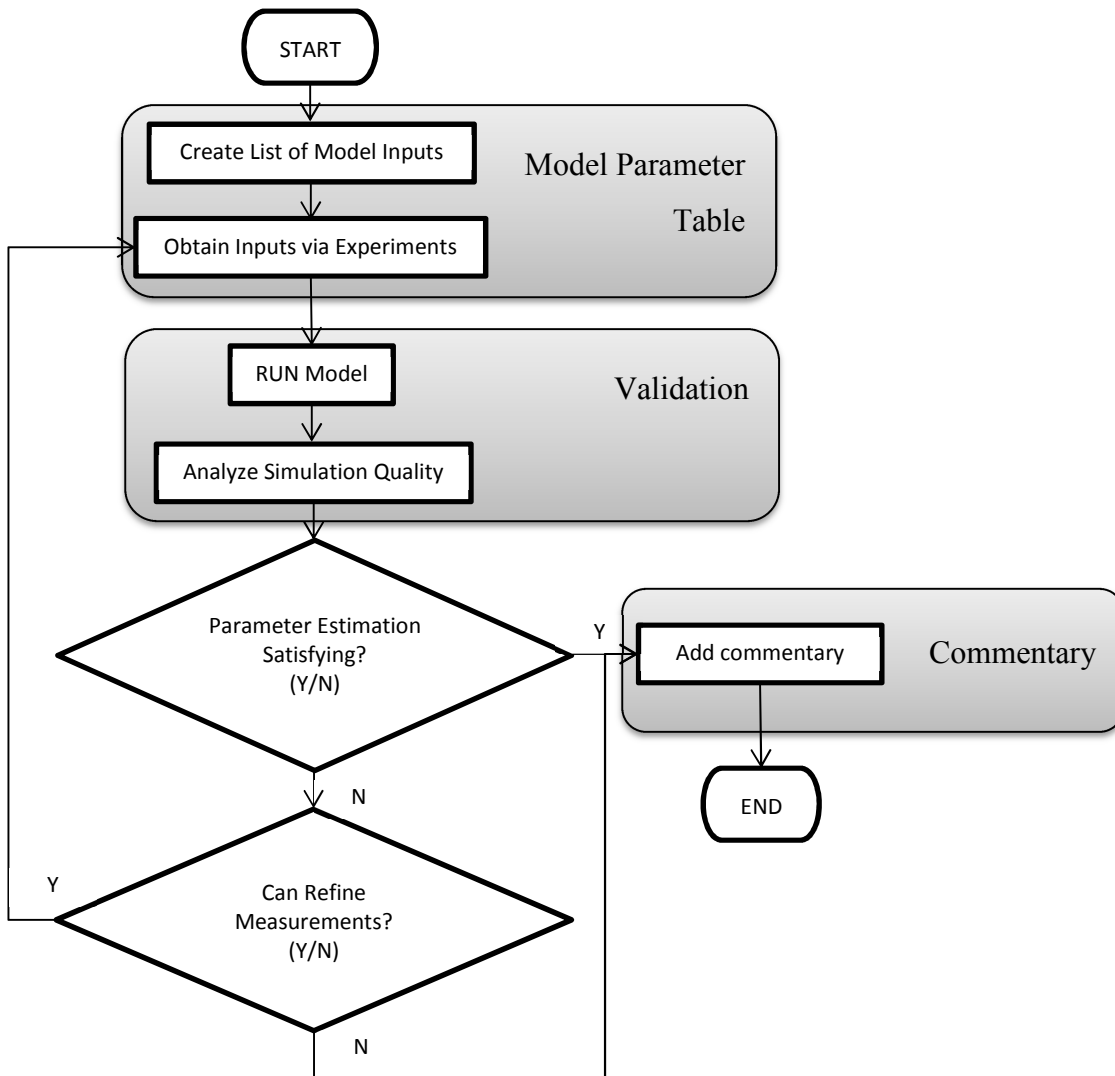 START
Create List of Model Inputs
Model Parameter
Table
Obtain Inputs via Experiments
RUN Model
Validation
Analyze Simulation Quality
Parameter Estimation
Satisfying?
(Y/N)
Y
Add commentary
Commentary
N
END
Y
Can Refine
Measurements?
(Y/N)
N